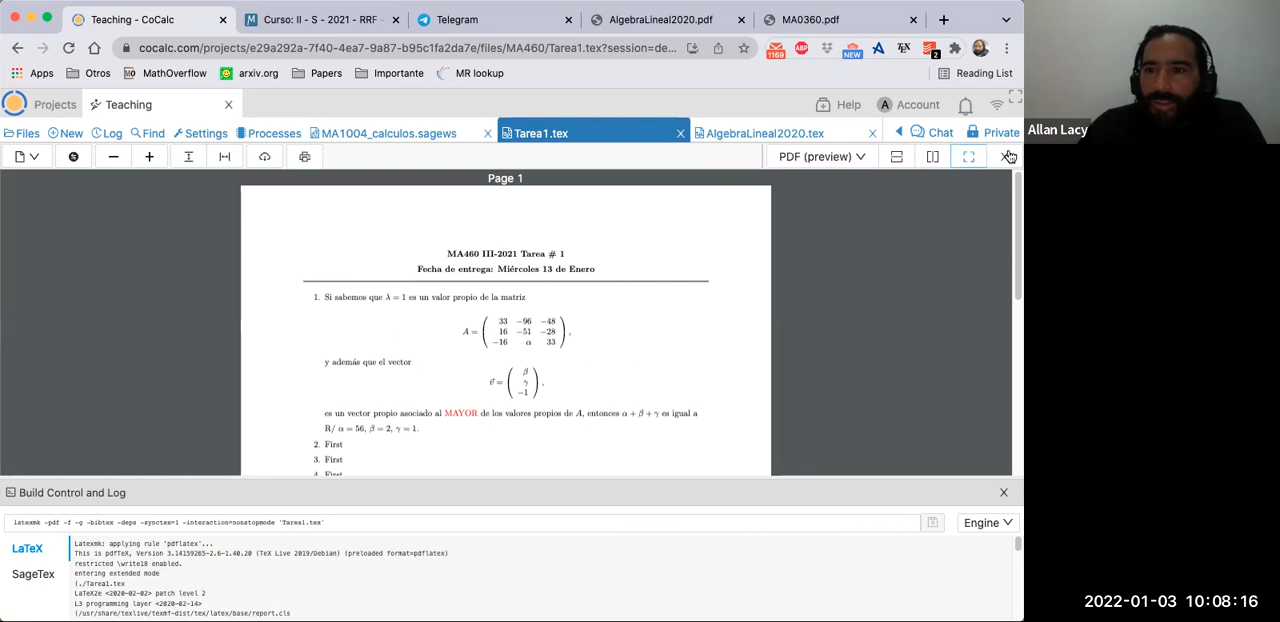 Teaching - CoCalc
Curso: II - S - 2021 - RRF -
Telegram
AlgebraLineal2020.pdf
MA0360.pdf
cocalc.com/projects/e29a292a-7f40-4ea7-9a87-b95c1fa2da7e/files/MA460/Tarea1.tex?session=de...
1169
ABP
NEW
TEX
2
Apps
Otros
MathOverflow
arxiv.org
Papers
Importante
MR lookup
Reading List
Projects
Teaching
Help
A Account
Files
New
Log
Find
Settings
Processes
MA1004_calculos.sagews
Tarea1.tex
AlgebraLineal2020.tex
Chat
Private
PDF (preview)
Page 1
MA460 III-2021 Tarea # 1
Fecha de entrega: Miércoles 13 de Enero
1. Si sabemos que λ = 1 es un valor propio de la matriz
33 −96 −48
A = ( 16 −51 −28 ),
−16 α 33
y además que el vector
β
v⃗ = ( γ ),
−1
es un vector propio asociado al MAYOR de los valores propios de A, entonces α + β + γ es igual a
R/ α = 56, β = 2, γ = 1.
2. First
3. First
4. First
Build Control and Log
latexmk -pdf -f -g -bibtex -deps -synctex=1 -interaction=nonstopmode 'Tarea1.tex'
Engine
LaTeX
SageTex
Latexmk: applying rule 'pdflatex'...
This is pdfTeX, Version 3.14159265-2.6-1.40.20 (TeX Live 2019/Debian) (preloaded format=pdflatex)
restricted \write18 enabled.
entering extended mode
(./Tarea1.tex
LaTeX2e <2020-02-02> patch level 2
L3 programming layer <2020-02-14>
(/usr/share/texlive/texmf-dist/tex/latex/base/report.cls
Allan Lacy
2022-01-03 10:08:16